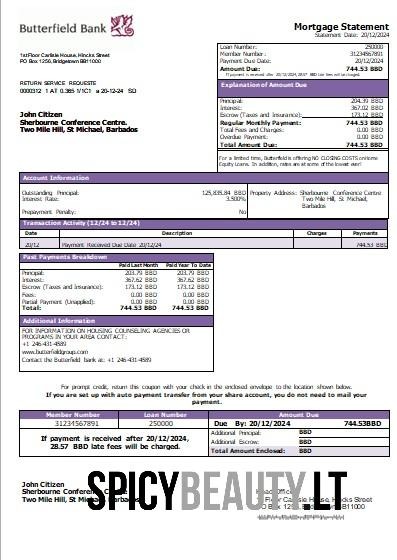 Butterfield Bank
Mortgage Statement
Statement Date: 20/12/2024
1st Floor Carlisle House, Hincks Street
PO Box 1256, Bridgetown BB11000
Loan Number: 250000
Member Number: 31234567891
Payment Due Date: 20/12/2024
Amount Due: 744.53 BBD
If payment is received after 20/12/2024, 28.57 BBD late fees will be charged.
RETURN SERVICE REQUESTE
0000312 1 AT 0.365 1/1C1 a 20-12-24 SΩ
John Citizen
Sherbourne Conference Centre.
Two Mile Hill, St Michael, Barbados
Explanation of Amount Due
Principal: 204.39 BBD
Interest: 367.02 BBD
Escrow (Taxes and Insurance): 173.12 BBD
Regular Monthly Payment: 744.53 BBD
Total Fees and Charges: 0.00 BBD
Overdue Payment: 0.00 BBD
Total Amount Due: 744.53 BBD
For a limited time, Butterfield is offering NO CLOSING COSTS on Home
Equity Loans. In addition, rates are at some of the lowest ever!
Account Information
Outstanding Principal: 125,835.84 BBD
Interest Rate: 3.500%
Prepayment Penalty: No
Property Address: Sherbourne Conference Centre
Two Mile Hill, St Michael,
Barbados
Transaction Activity (12/24 to 12/24)
Date Description Charges Payments
20/12 Payment Received Due Date 20/12/24 744.53 BBD
Past Payments Breakdown
Paid Last Month Paid Year To Date
Principal: 203.79 BBD 203.79 BBD
Interest: 367.62 BBD 367.62 BBD
Escrow (Taxes and Insurance): 173.12 BBD 173.12 BBD
Fees: 0.00 BBD 0.00 BBD
Partial Payment (Unapplied): 0.00 BBD 0.00 BBD
Total: 744.53 BBD 744.53 BBD
Additional Information
FOR INFORMATION ON HOUSING COUNSELING AGENCIES OR
PROGRAMS IN YOUR AREA CONTACT:
+1 246-431-4589
www.butterfieldgroup.com
Contact the Butterfield bank at: +1 246-431-4589
For prompt credit, return this coupon with your check in the enclosed envelope to the location shown below.
If you are set up with auto payment transfer from your share account, you do not need to mail your
payment.
Member Number Loan Number Amount Due
31234567891 250000 Due By: 20/12/2024 744.53BBD
If payment is received after 20/12/2024,
28.57 BBD late fees will be charged.
Additional Principal: BBD
Additional Escrow: BBD
Total Amount Enclosed: BBD
John Citizen
Sherbourne Conference
Two Mile Hill, St
Head Office
Floor Carlisle House, Hincks Street
PO Box
SPICYBEAUTY.LT